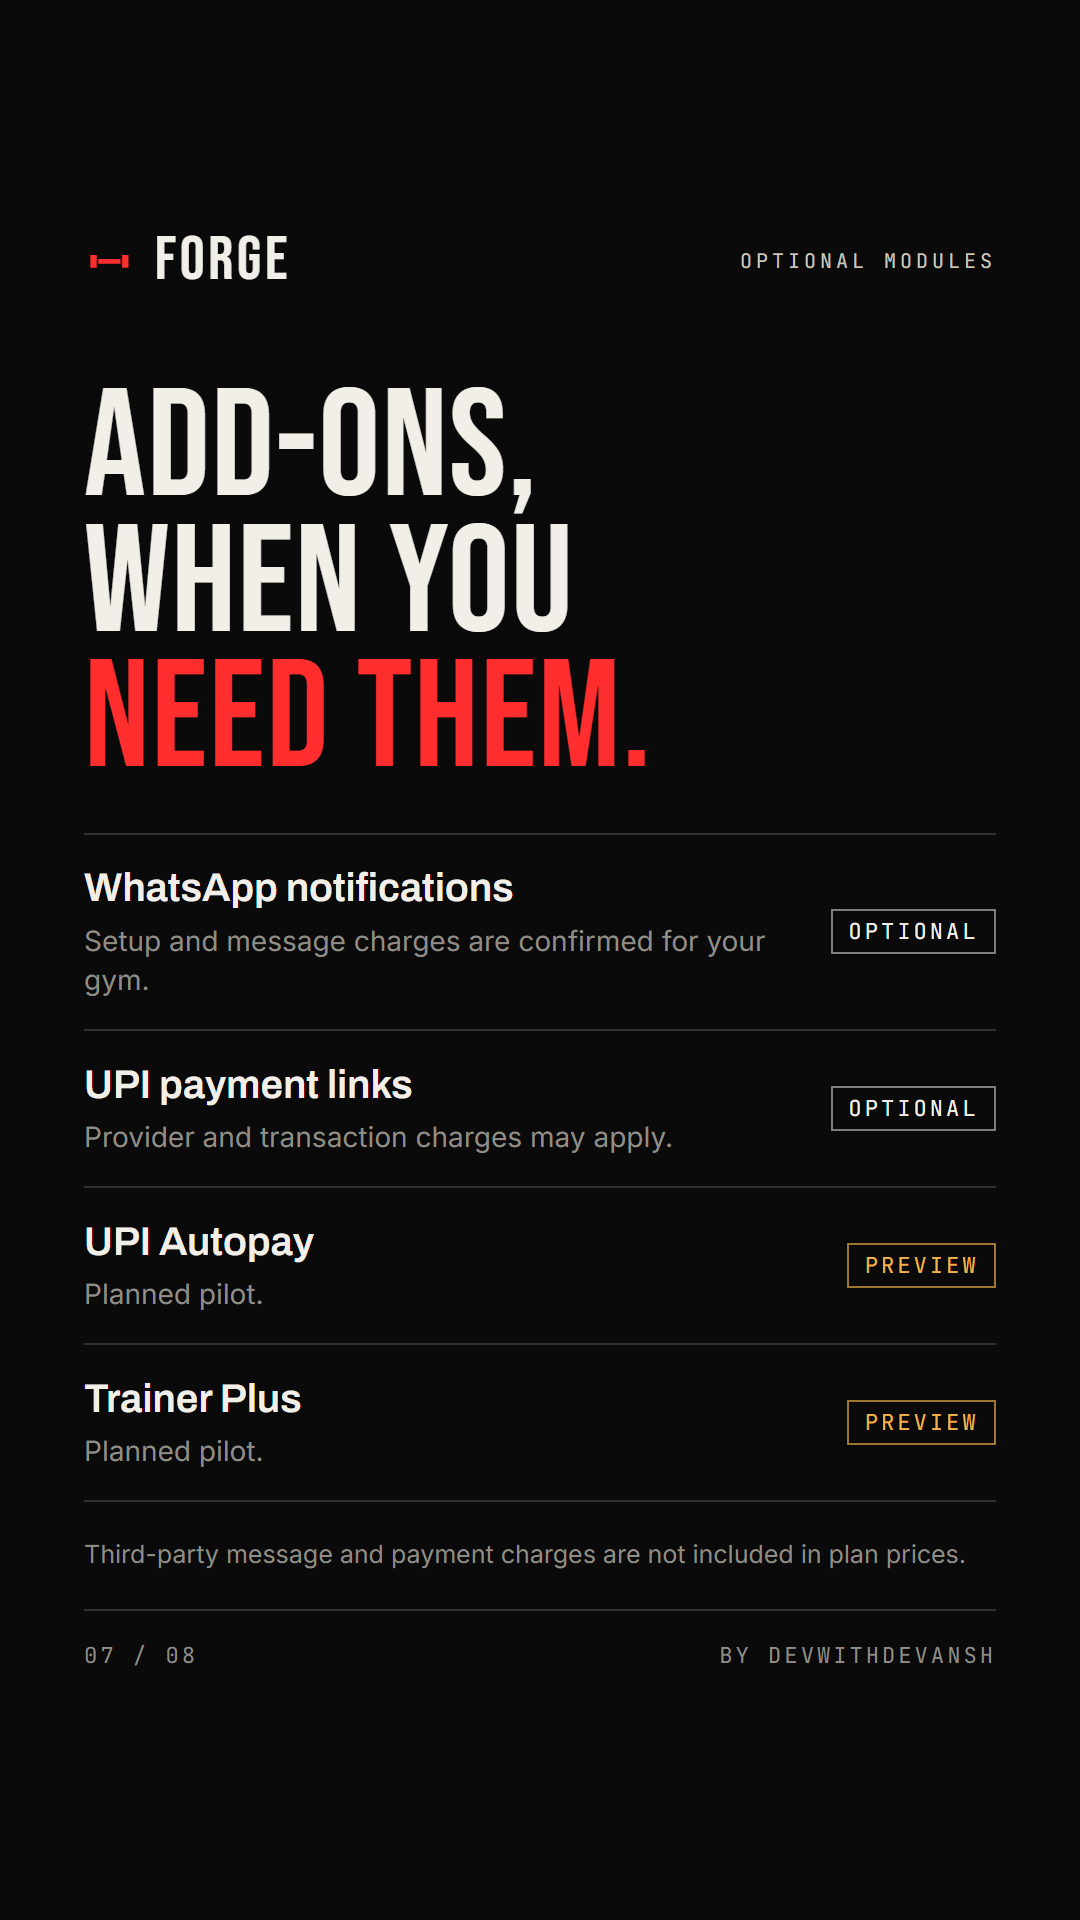 FORGE
OPTIONAL MODULES
ADD-ONS,
WHEN YOU
NEED THEM.
WhatsApp notifications
Setup and message charges are confirmed for your
gym.
OPTIONAL
UPI payment links
Provider and transaction charges may apply.
OPTIONAL
UPI Autopay
Planned pilot.
PREVIEW
Trainer Plus
Planned pilot.
PREVIEW
Third-party message and payment charges are not included in plan prices.
07 / 08
BY DEVWITHDEVANSH